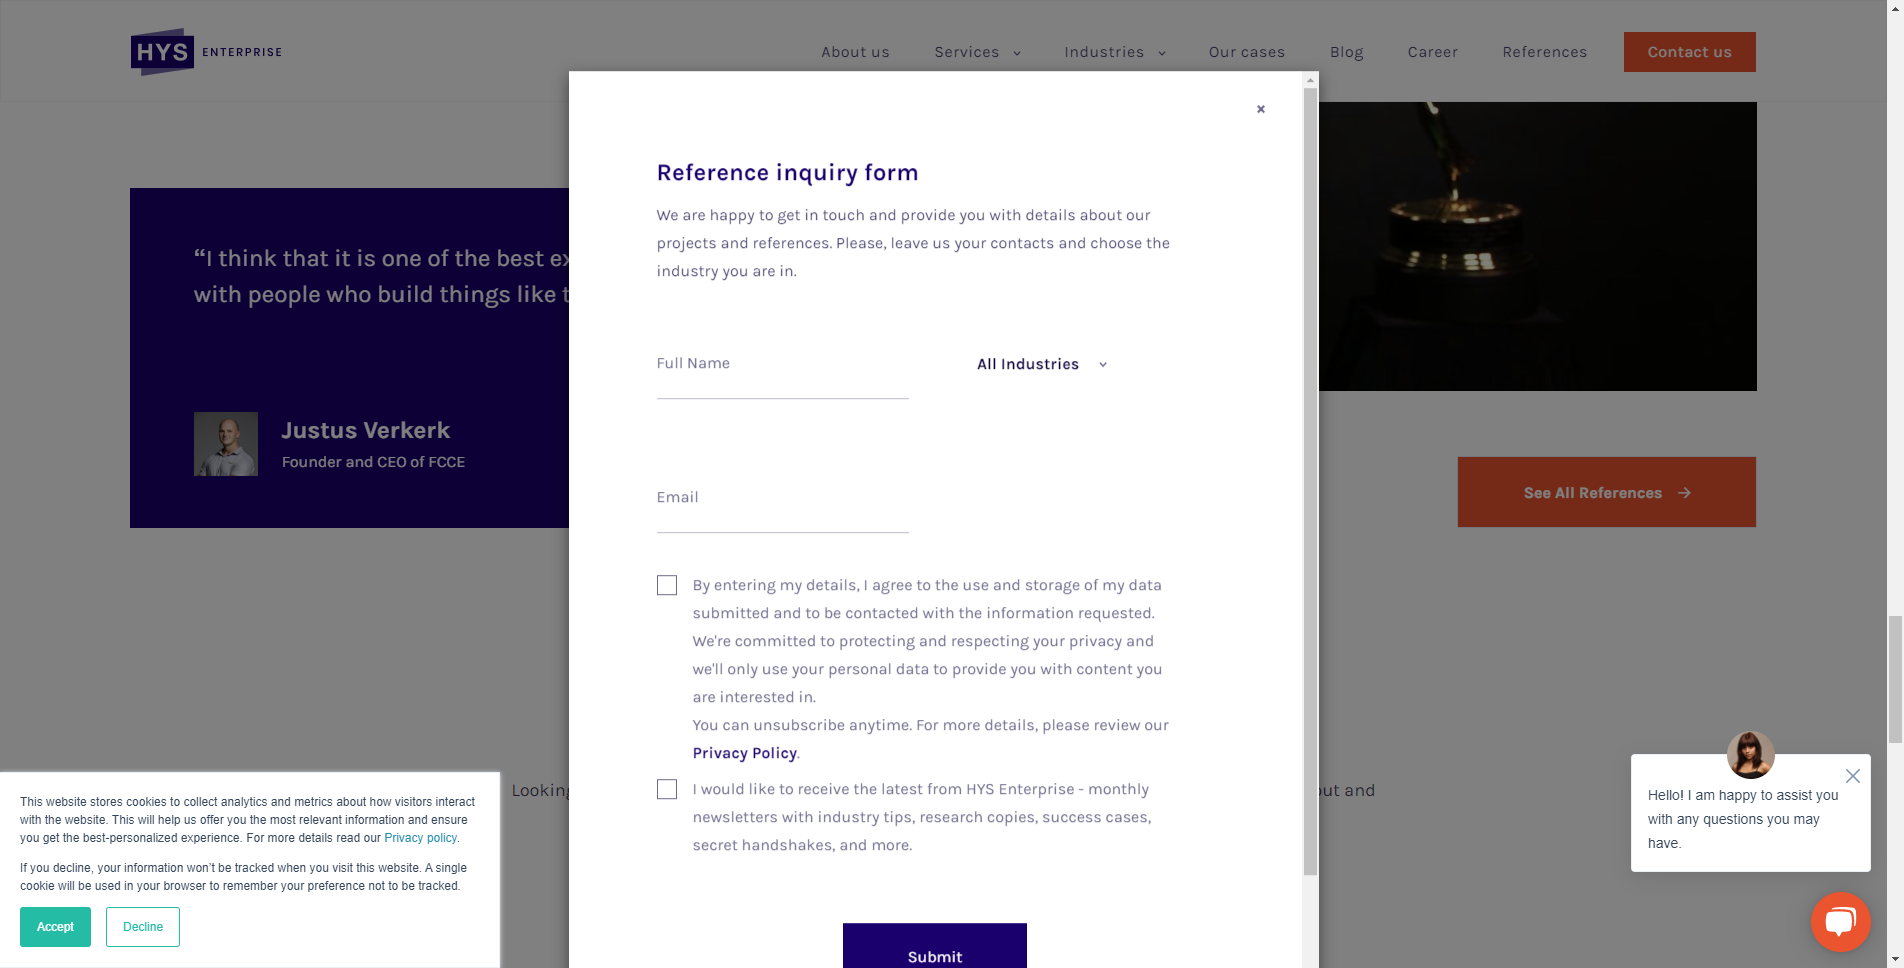 HYS ENTERPRISE
About us
Services
Industries
Our cases
Blog
Career
References
Contact us
“I think that it is one of the best ex
with people who build things like t
Justus Verkerk
Founder and CEO of FCCE
×
Reference inquiry form
We are happy to get in touch and provide you with details about our
projects and references. Please, leave us your contacts and choose the
industry you are in.
Full Name
All Industries
Email
By entering my details, I agree to the use and storage of my data
submitted and to be contacted with the information requested.
We're committed to protecting and respecting your privacy and
we'll only use your personal data to provide you with content you
are interested in.
You can unsubscribe anytime. For more details, please review our
Privacy Policy.
I would like to receive the latest from HYS Enterprise - monthly
newsletters with industry tips, research copies, success cases,
secret handshakes, and more.
Submit
See All References →
Looking
out and
This website stores cookies to collect analytics and metrics about how visitors interact
with the website. This will help us offer you the most relevant information and ensure
you get the best-personalized experience. For more details read our Privacy policy.
If you decline, your information won't be tracked when you visit this website. A single
cookie will be used in your browser to remember your preference not to be tracked.
Accept
Decline
Hello! I am happy to assist you
with any questions you may
have.